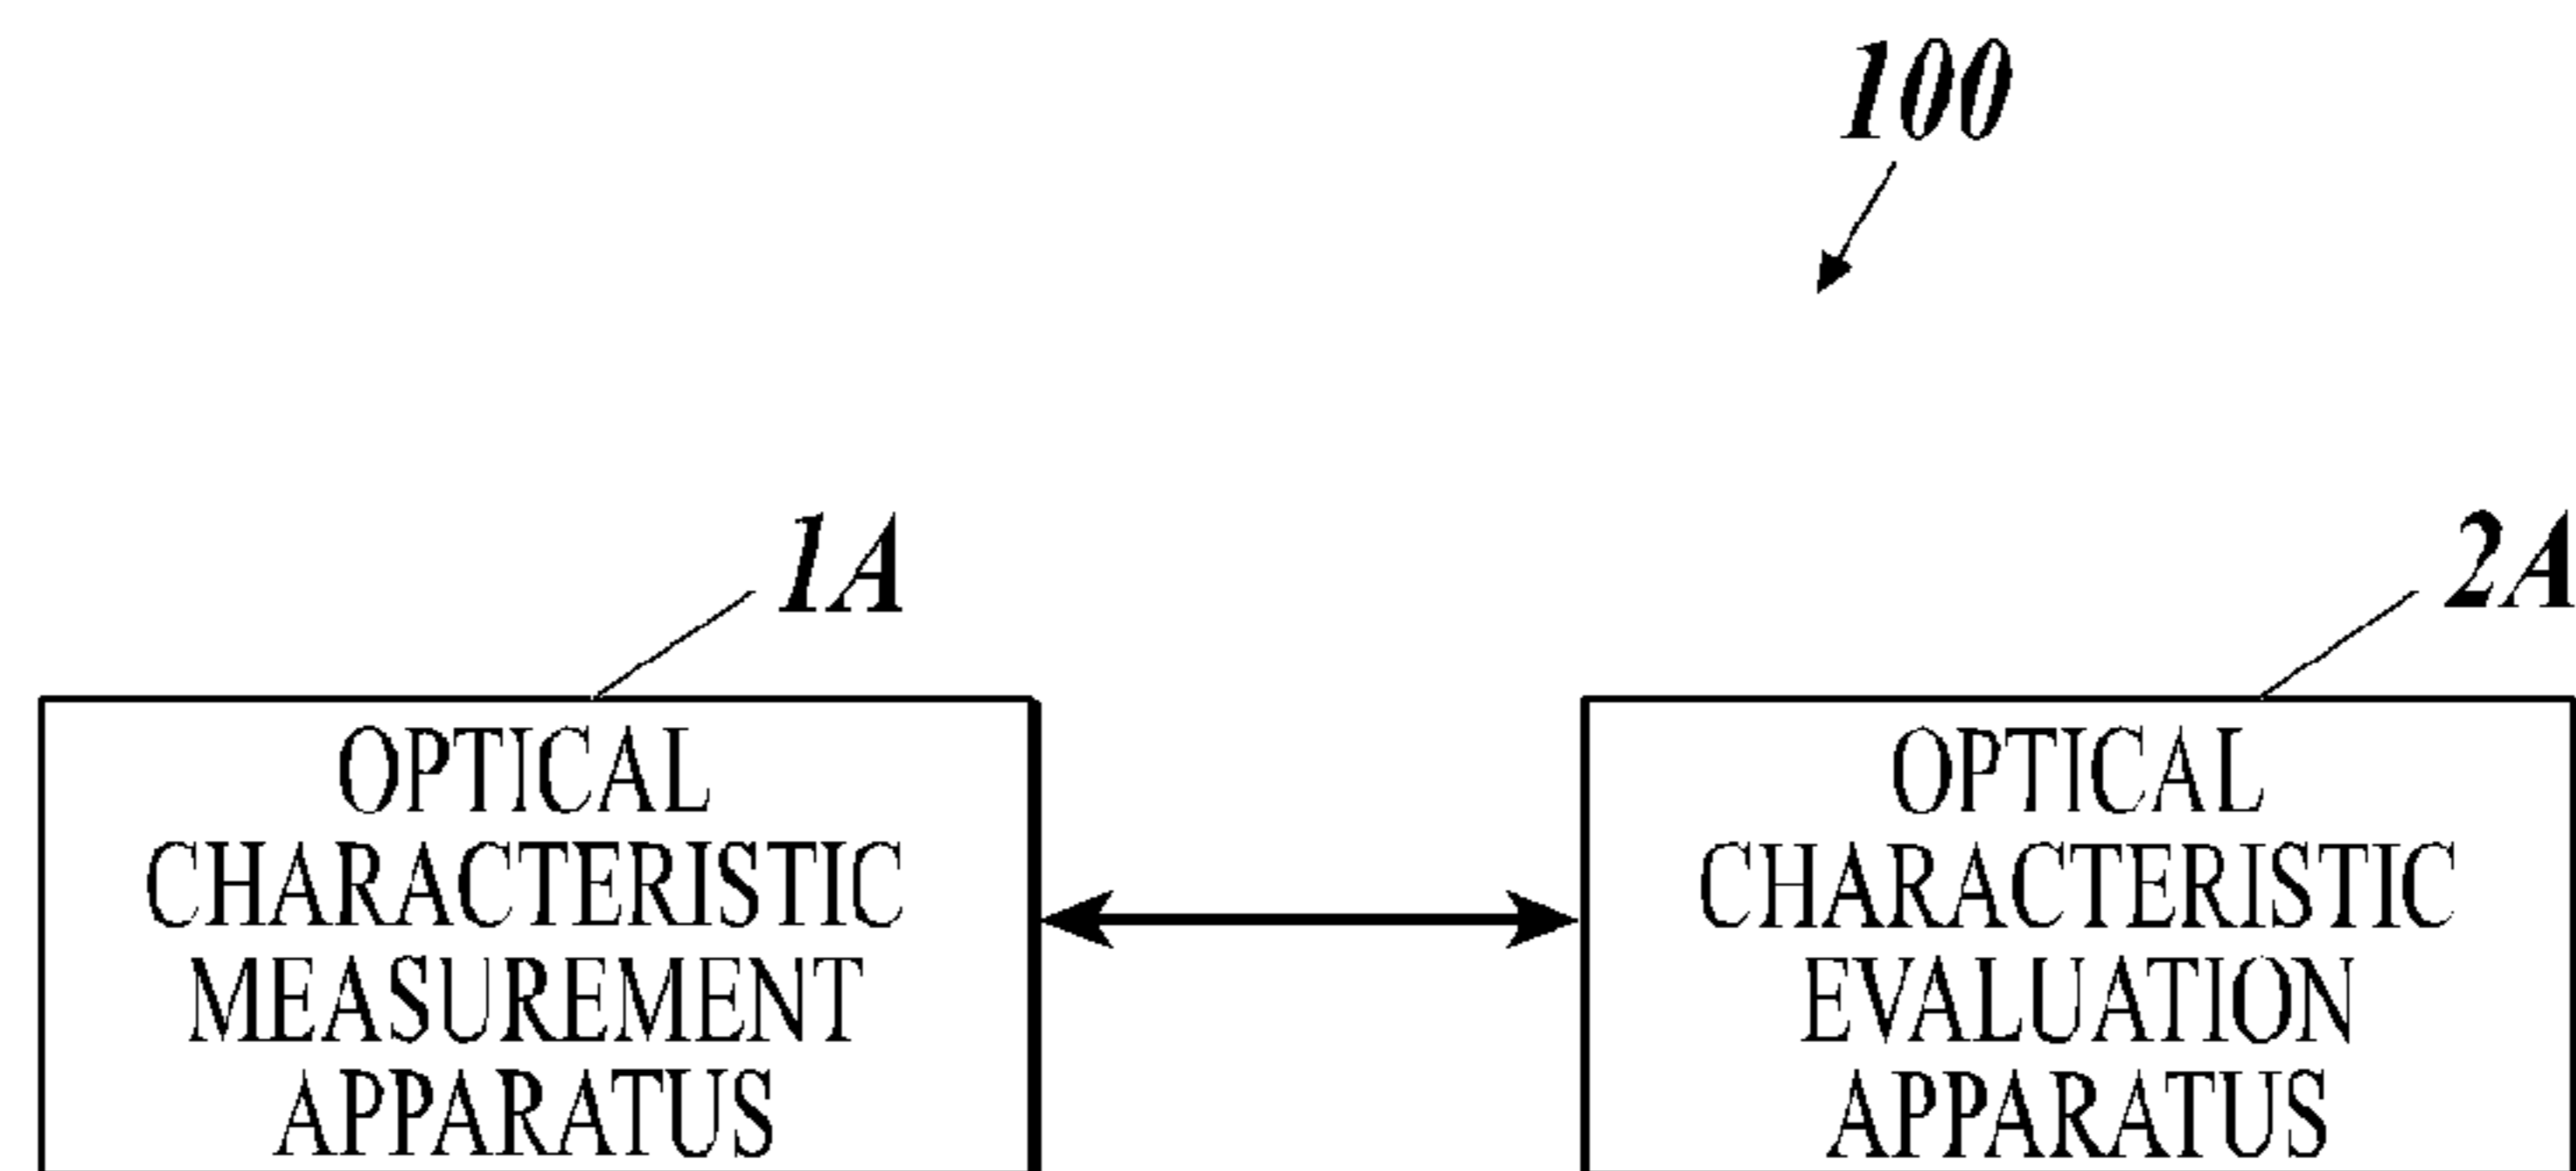 100
1A
2A
OPTICAL
CHARACTERISTIC
MEASUREMENT
APPARATUS
OPTICAL
CHARACTERISTIC
EVALUATION
APPARATUS